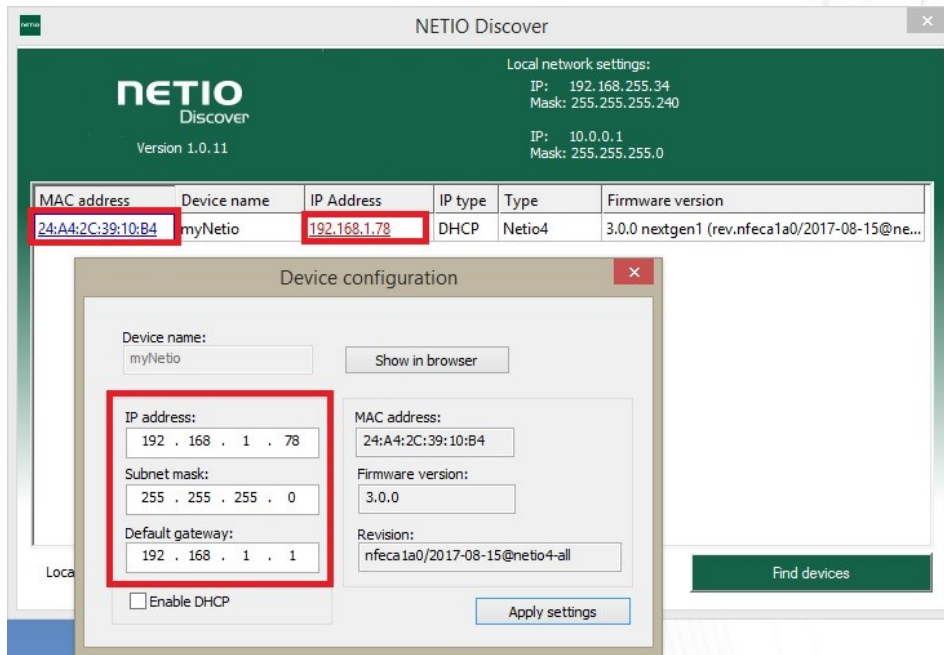 NETIO
NETIO Discover
NETIO
Discover
Version 1.0.11
Local network settings:
IP: 192.168.255.34
Mask: 255.255.255.240
IP: 10.0.0.1
Mask: 255.255.255.0
MAC address Device name IP Address IP type Type Firmware version
24:A4:2C:39:10:B4 myNetio 192.168.1.78 DHCP Netio4 3.0.0 nextgen1 (rev.nfeca1a0/2017-08-15@ne...
Device configuration
Device name:
myNetio
Show in browser
IP address:
192 . 168 . 1 . 78
Subnet mask:
255 . 255 . 255 . 0
Default gateway:
192 . 168 . 1 . 1
Enable DHCP
MAC address:
24:A4:2C:39:10:B4
Firmware version:
3.0.0
Revision:
nfeca1a0/2017-08-15@netio4-all
Apply settings
Loca
Find devices